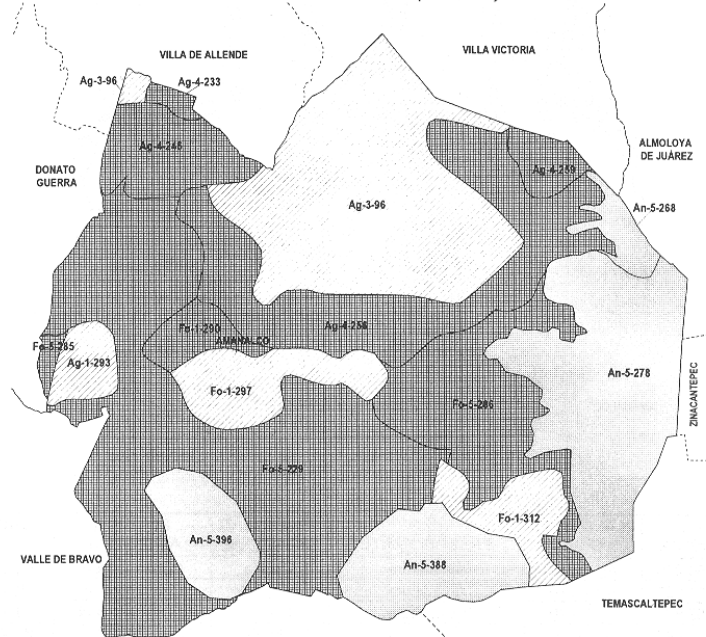 VILLA DE ALLENDE
VILLA VICTORIA
Ag-3-96
Ag-4-233
Ag-4-245
ALMOLOYA
DE JUÁREZ
DONATO
GUERRA
Ag-4-259
Ag-3-96
An-5-268
Fo-1-290
Ag-4-256
AMANALCO
Fo-5-285
Ag-1-293
An-5-278
ZINACANTEPEC
Fo-1-297
Fo-5-286
Fo-5-229
Fo-1-312
An-5-396
VALLE DE BRAVO
An-5-388
TEMASCALTEPEC